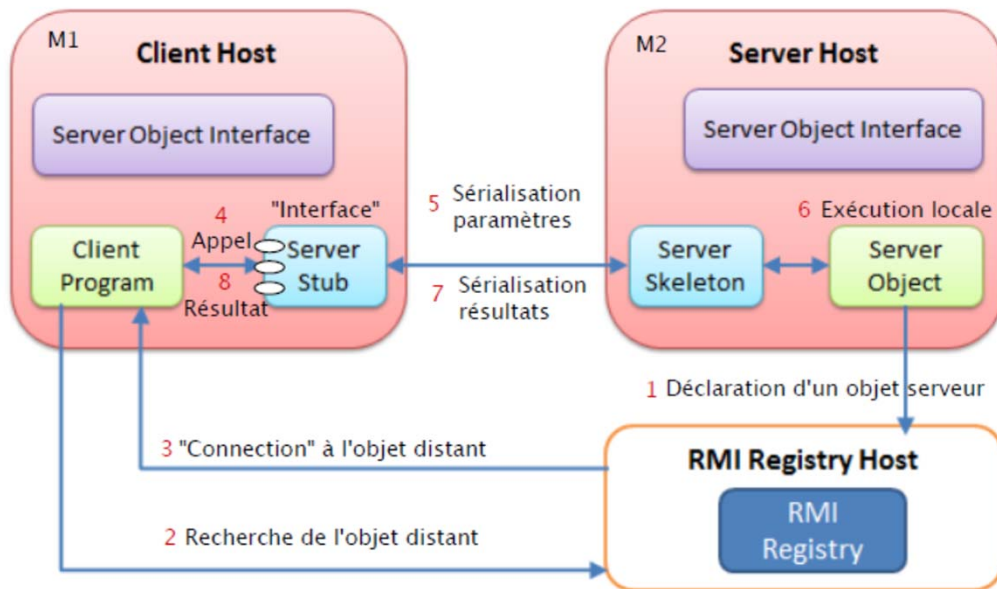 M1
Client Host
Server Object Interface
4
Appel
"Interface"
Client
Program
Server
Stub
8
Résultat
5 Sérialisation
paramètres
7 Sérialisation
résultats
M2
Server Host
Server Object Interface
6 Exécution locale
Server
Skeleton
Server
Object
1 Déclaration d'un objet serveur
3 "Connection" à l'objet distant
RMI Registry Host
RMI
Registry
2 Recherche de l'objet distant